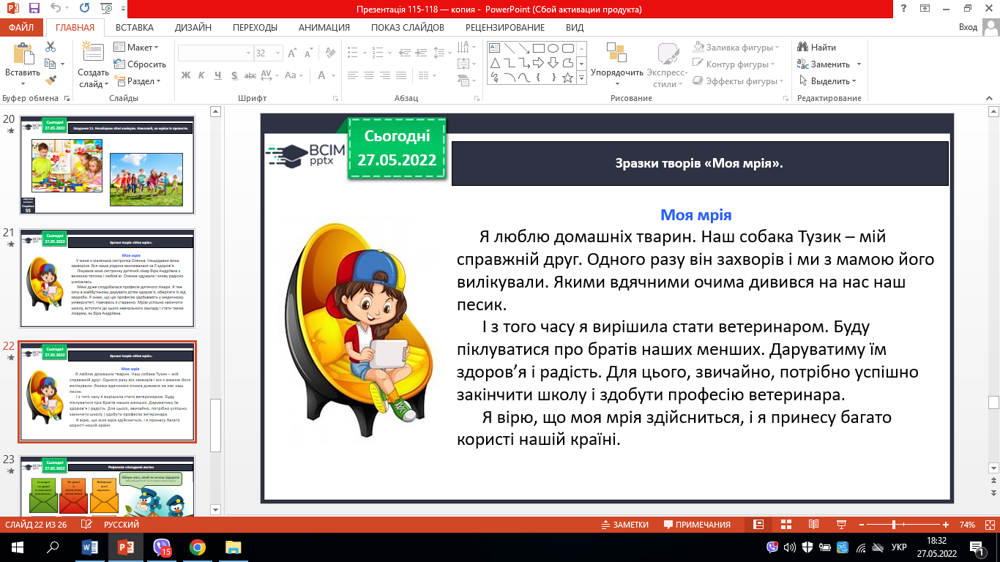 Презентація 115-118 — копия - PowerPoint (Сбой активации продукта)
ФАЙЛ ГЛАВНАЯ ВСТАВКА ДИЗАЙН ПЕРЕХОДЫ АНИМАЦИЯ ПОКАЗ СЛАЙДОВ РЕЦЕНЗИРОВАНИЕ ВИД Вход
Вставить
Создать слайд
Макет
Сбросить
Раздел
32
Ж К Ч S abc AV Aa A
Упорядочить
Экспресс-стили
Заливка фигуры
Контур фигуры
Эффекты фигуры
Найти
Заменить
Выделить
Буфер обмена Слайды Шрифт Абзац Рисование Редактирование
20
Сьогодні
27.05.2022
Завдання 11. Незабаром літні канікули. Намалюй, як мрієш їх провести.
Сторінка
55
21
Сьогодні
27.05.2022
Зразки творів «Моя мрія».
Моя мрія
У мене є маленька сестричка Оленка. Нещодавно вона
захворіла. Вся наша родина хвилювалася за її здоров'я.
Лікувала мою сестричку дитячий лікар Віра Андріївна з
великим теплом і любов'ю. Оленка одужала і знову радісно
усміхалась.
Мені дуже сподобалася професія дитячого лікаря. Я теж
хочу в майбутньому дарувати дітям здоров'я, оберігати їх від
хвороби. Я знаю, що цю професію здобувають у медичному
університеті. Навчаюсь я старанно. Мрію успішно закінчити
школу, вступити до цього навчального закладу і стати таким
лікарем, як Віра Андріївна.
22
Сьогодні
27.05.2022
Зразки творів «Моя мрія».
Моя мрія
Я люблю домашніх тварин. Наш собака Тузик – мій
справжній друг. Одного разу він захворів і ми з мамою його
вилікували. Якими вдячними очима дивився на нас наш
песик.
І з того часу я вирішила стати ветеринаром. Буду
піклуватися про братів наших менших. Даруватиму їм
здоров'я і радість. Для цього, звичайно, потрібно успішно
закінчити школу і здобути професію ветеринара.
Я вірю, що моя мрія здійсниться, і я принесу багато
користі нашій країні.
23
Сьогодні
27.05.2022
Рефлексія «Загадкові листи»
Обери лист, який ти хочеш відкрити
Сьогодні
на уроці
На уроці
Найкраще
мені
вдалося...
ВСІМ
pptx
Сьогодні
27.05.2022
Зразки творів «Моя мрія».
Моя мрія
Я люблю домашніх тварин. Наш собака Тузик – мій
справжній друг. Одного разу він захворів і ми з мамою його
вилікували. Якими вдячними очима дивився на нас наш
песик.
І з того часу я вирішила стати ветеринаром. Буду
піклуватися про братів наших менших. Даруватиму їм
здоров'я і радість. Для цього, звичайно, потрібно успішно
закінчити школу і здобути професію ветеринара.
Я вірю, що моя мрія здійсниться, і я принесу багато
користі нашій країні.
СЛАЙД 22 ИЗ 26 РУССКИЙ ЗАМЕТКИ ПРИМЕЧАНИЯ 74%
15
УКР
18:32
27.05.2022
1